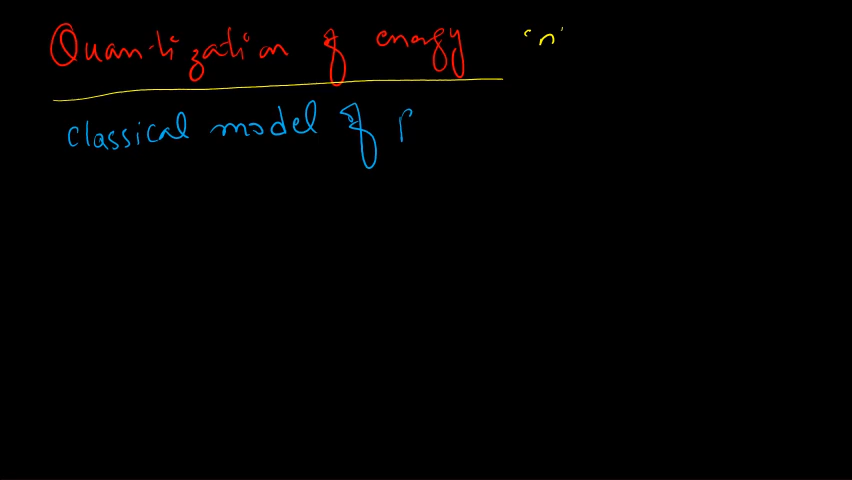 Quantization of energy 'n'
classical model of